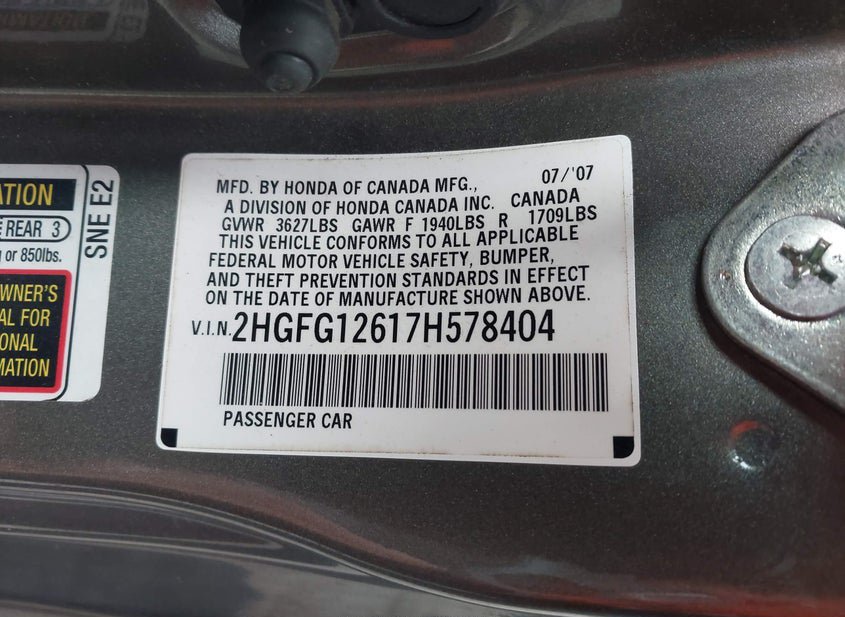 MFD. BY HONDA OF CANADA MFG., 07/'07
A DIVISION OF HONDA CANADA INC. CANADA
GVWR 3627LBS GAWR F 1940LBS R 1709LBS
THIS VEHICLE CONFORMS TO ALL APPLICABLE
FEDERAL MOTOR VEHICLE SAFETY, BUMPER,
AND THEFT PREVENTION STANDARDS IN EFFECT
ON THE DATE OF MANUFACTURE SHOWN ABOVE.
V.I.N. 2HGFG12617H578404
PASSENGER CAR
ATION
REAR 3
or 850lbs.
SNE E2
WNER'S
AL FOR
IONAL
MATION